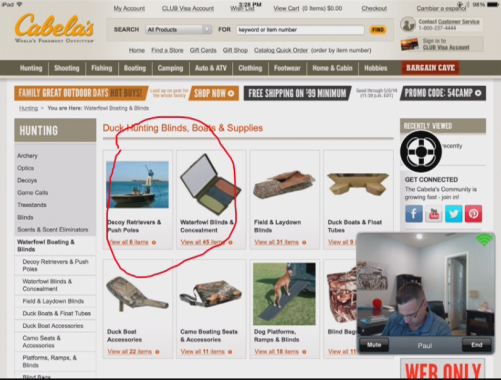 iPad
3:28 PM
98%
Cabela's
WORLD'S FOREMOST OUTFITTER
My Account
CLUB Visa Account
Wish List
View Cart (0 Items) $0.00
Checkout
Cambiar a español
SEARCH All Products FOR keyword or item number FIND
Contact Customer Service
1-800-237-4444
Sign in to
CLUB Visa Account
Home
Find a Store
Gift Cards
Gift Shop
Catalog Quick Order (order by item number)
Hunting
Shooting
Fishing
Boating
Camping
Auto & ATV
Clothing
Footwear
Home & Cabin
Hobbies
BARGAIN CAVE
FAMILY GREAT OUTDOOR DAYS HOT BUYS!
SHOP NOW
FREE SHIPPING ON $99 MINIMUM
PROMO CODE: 54CAMP
Hunting > You are Here: Waterfowl Boating & Blinds
HUNTING
Archery
Optics
Decoys
Game Calls
Treestands
Blinds
Scents & Scent Eliminators
Waterfowl Boating &
Blinds
Decoy Retrievers & Push
Poles
Waterfowl Blinds &
Concealment
Field & Laydown Blinds
Duck Boats & Float Tubes
Duck Boat Accessories
Camo Seats &
Accessories
Platforms, Ramps, &
Blinds
Blind Bags
Duck Hunting Blinds, Boats & Supplies
Decoy Retrievers &
Push Poles
View all 6 items
Waterfowl Blinds &
Concealment
View all 45 items
Field & Laydown
Blinds
View all 31 items
Duck Boats & Float
Tubes
View all 9 items
Duck Boat
Accessories
View all 22 items
Camo Boating Seats
& Accessories
View all 11 items
Dog Platforms,
Ramps & Blinds
View all 18 items
Blind Bags
RECENTLY VIEWED
recently
GET CONNECTED
The Cabela's Community is
growing fast - join in!
Mute
Paul
End
WEB ONLY